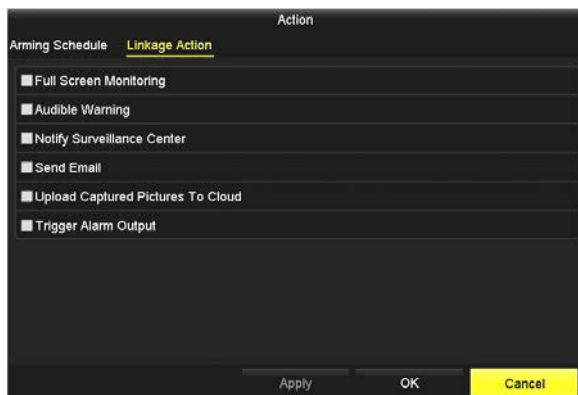 Action
Arming Schedule Linkage Action
Full Screen Monitoring
Audible Warning
Notify Surveillance Center
Send Email
Upload Captured Pictures To Cloud
Trigger Alarm Output
Apply OK Cancel